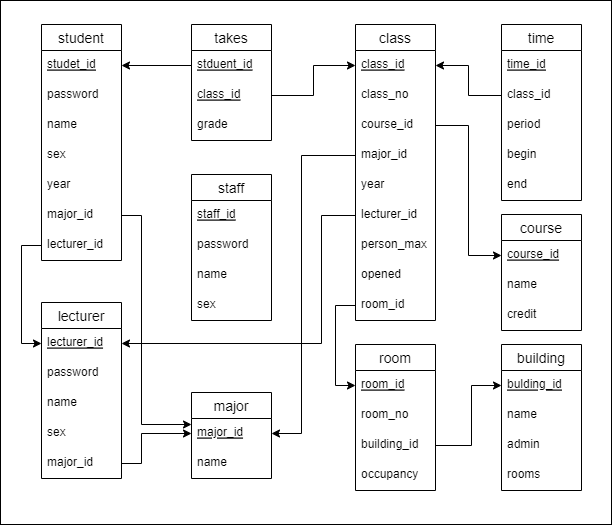 student
studet_id
password
name
sex
year
major_id
lecturer_id
takes
stduent_id
class_id
grade
class
class_id
class_no
course_id
major_id
year
lecturer_id
person_max
opened
room_id
time
time_id
class_id
period
begin
end
staff
staff_id
password
name
sex
course
course_id
name
credit
lecturer
lecturer_id
password
name
sex
major_id
major
major_id
name
room
room_id
room_no
building_id
occupancy
building
bulding_id
name
admin
rooms